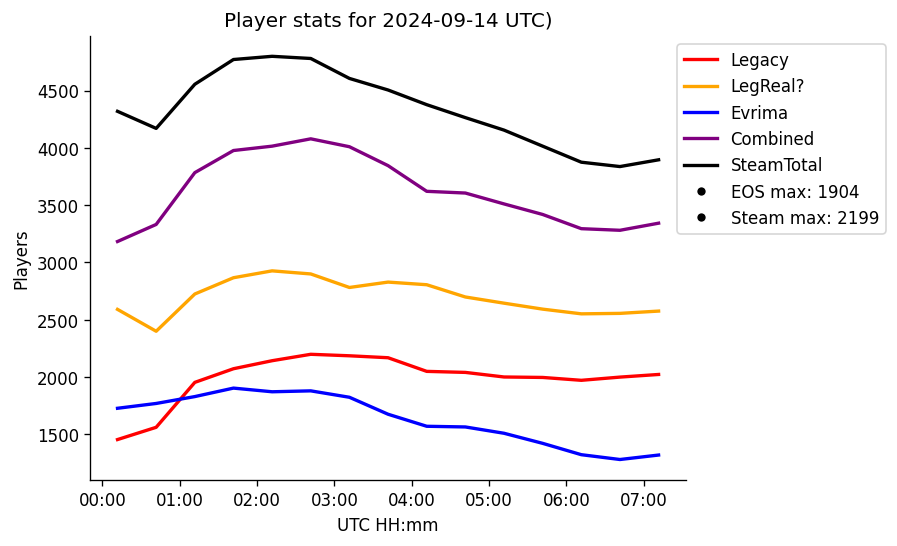 Player stats for 2024-09-14 UTC)
Legacy
LegReal?
Evrima
Combined
SteamTotal
EOS max: 1904
Steam max: 2199
Players
4500
4000
3500
3000
2500
2000
1500
00:00 01:00 02:00 03:00 04:00 05:00 06:00 07:00
UTC HH:mm